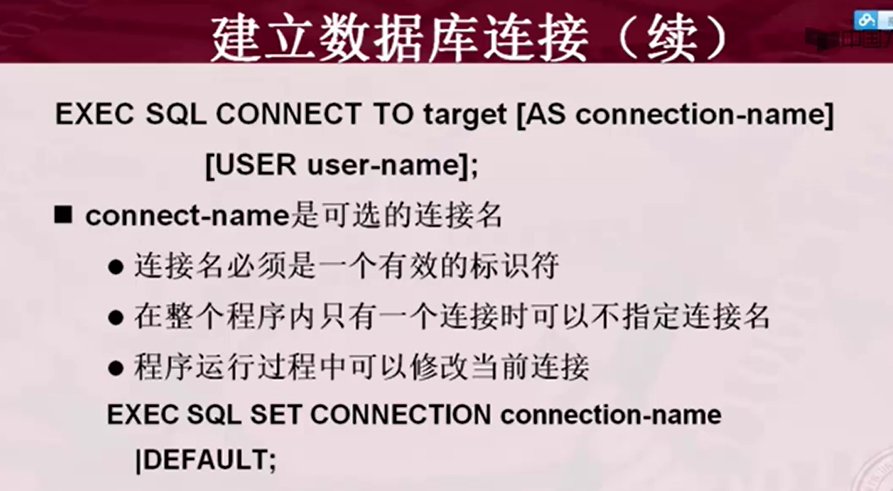 建立数据库连接（续）
中国
EXEC SQL CONNECT TO target [AS connection-name]
[USER user-name];
■ connect-name是可选的连接名
● 连接名必须是一个有效的标识符
● 在整个程序内只有一个连接时可以不指定连接名
● 程序运行过程中可以修改当前连接
EXEC SQL SET CONNECTION connection-name
|DEFAULT;